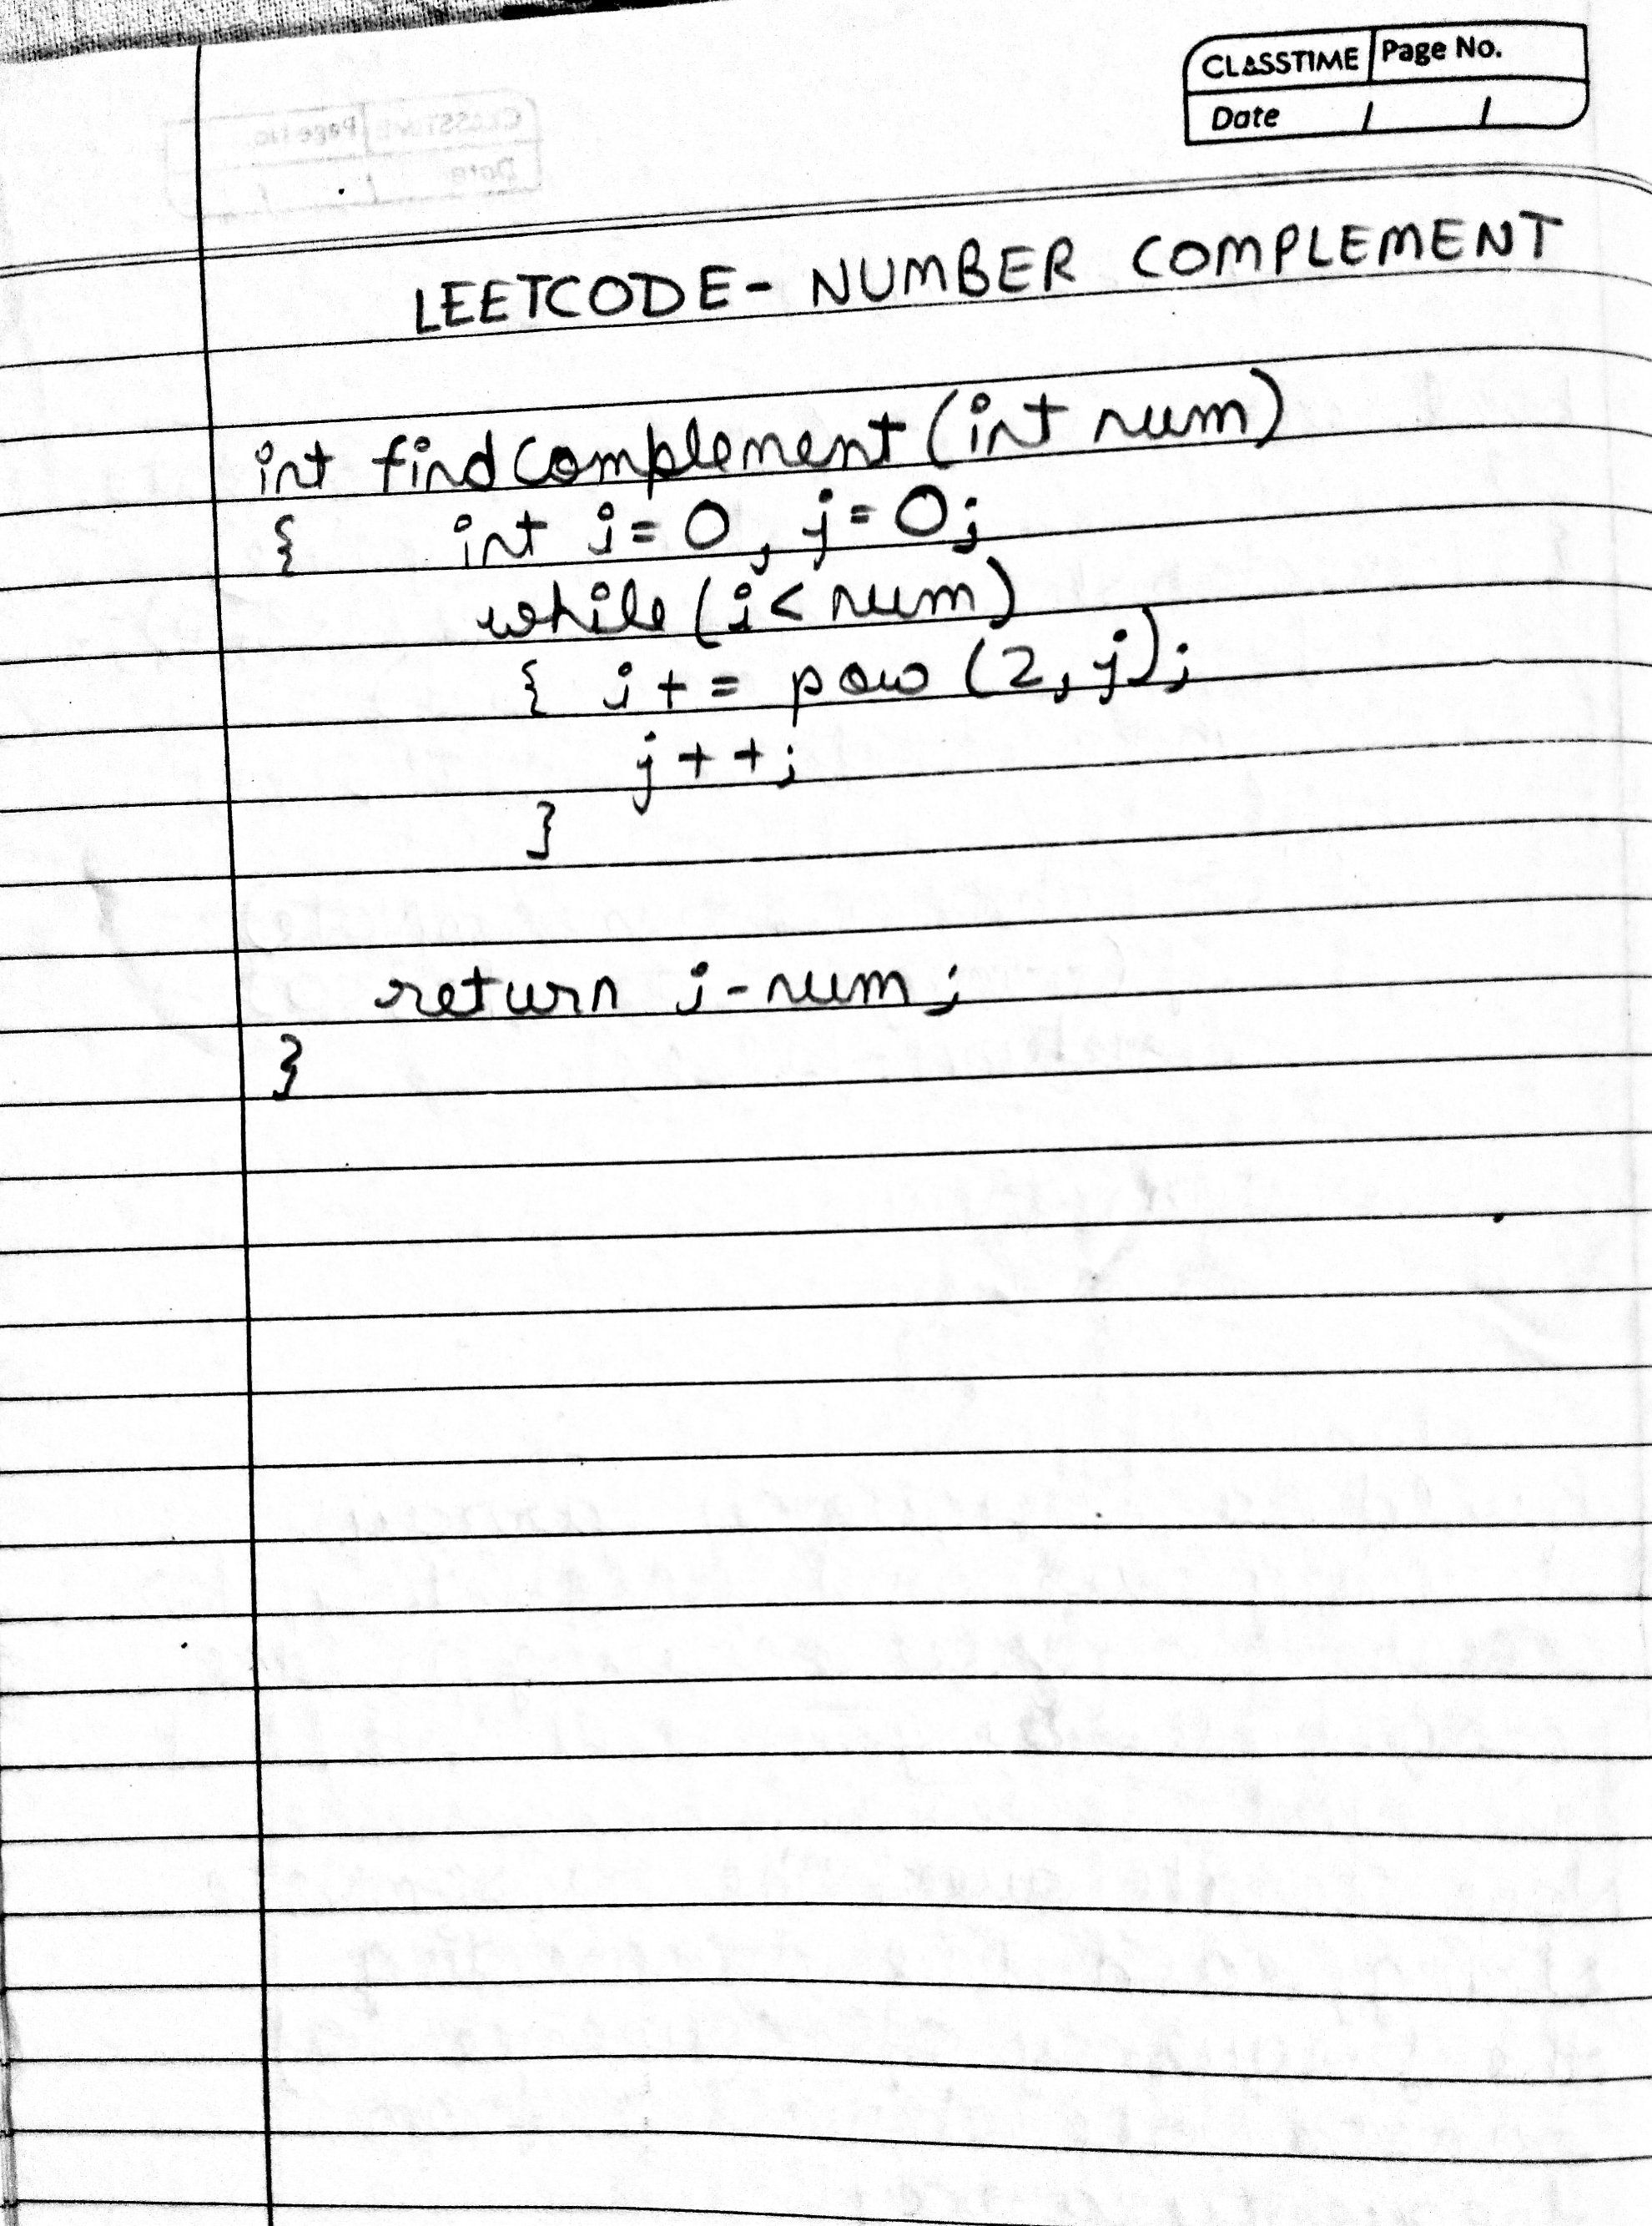 CLASSTIME Page No.
Date / /
LEETCODE- NUMBER COMPLEMENT
int findComplement (int num)
{ int i=0, j=0;
while (i< num)
{ i+= pow (2, j);
j++;
}
return i-num;
}